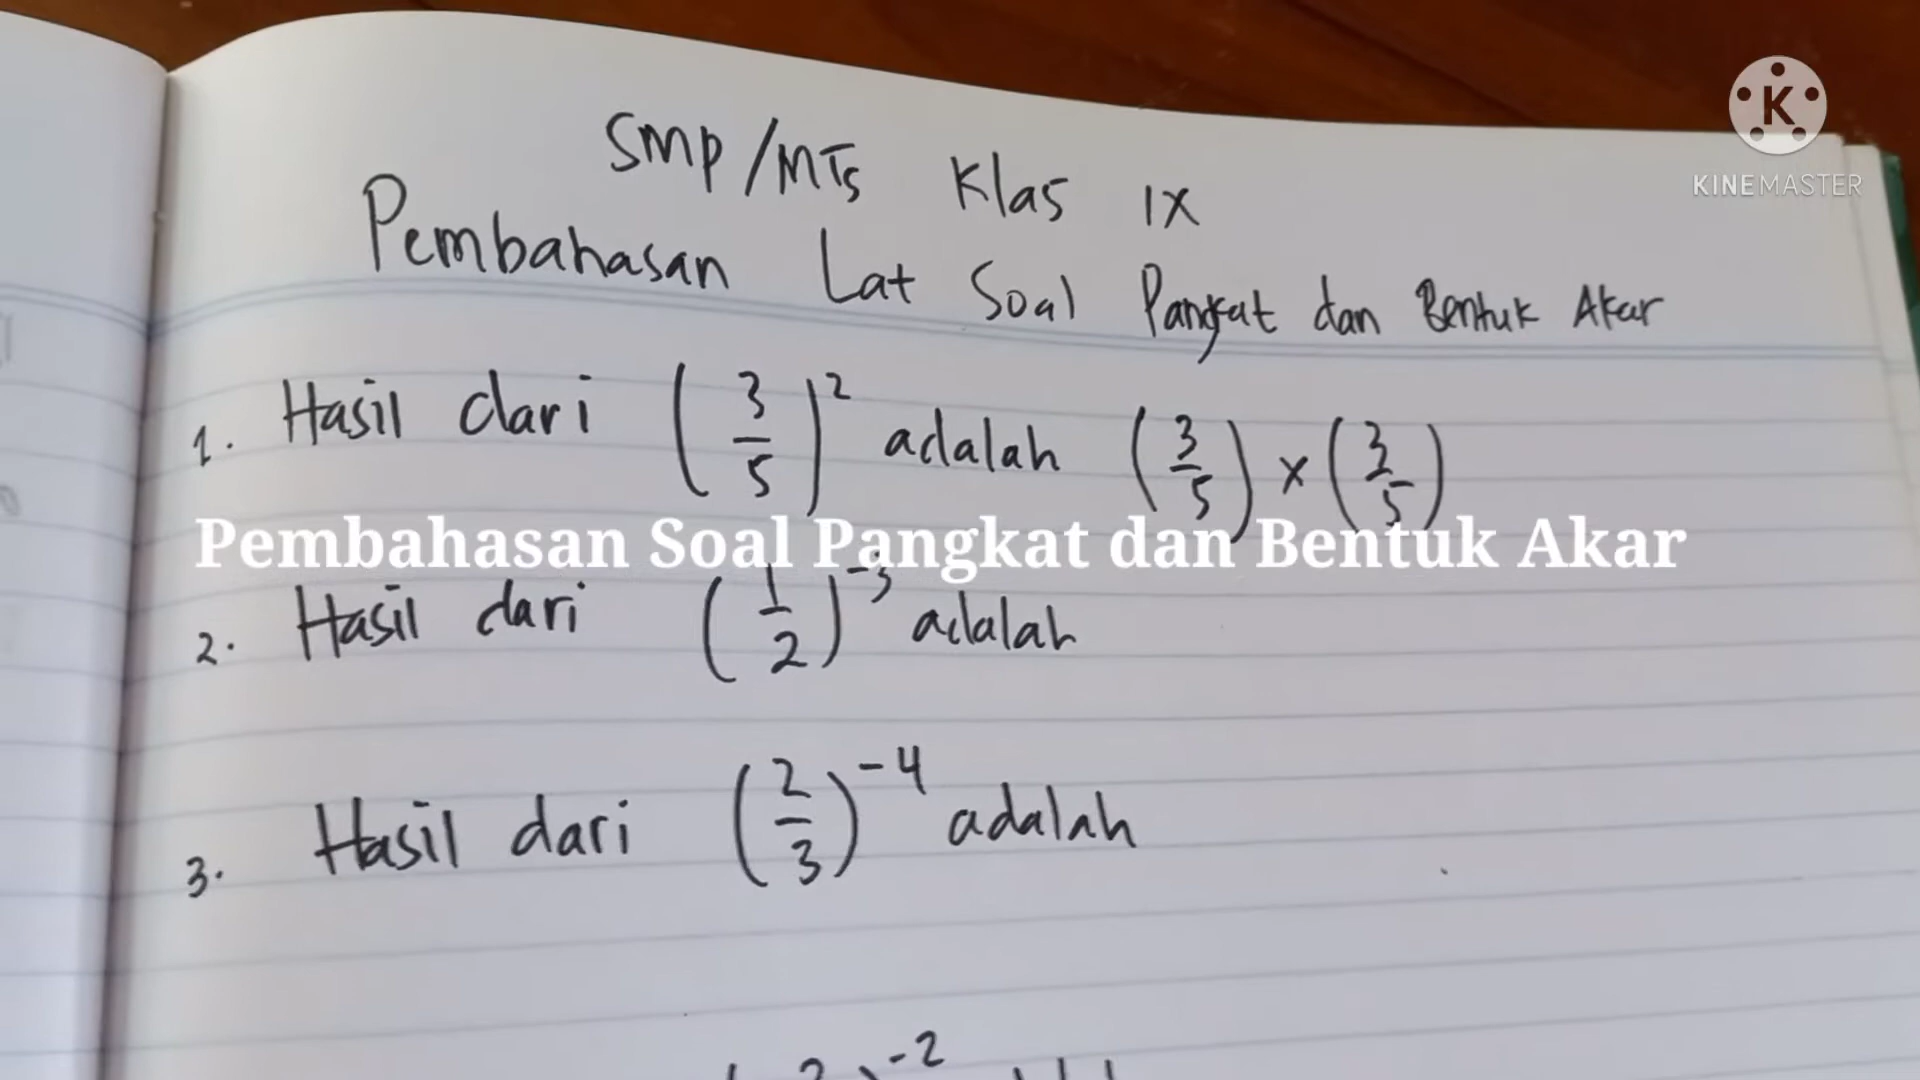 KINEMASTER
SMP/MTs Klas IX
Pembahasan Lat Soal Pangkat dan Bentuk Akar
1. Hasil dari (3/5)² adalah (3/5) × (3/5)
Pembahasan Soal Pangkat dan Bentuk Akar
2. Hasil dari (1/2)⁻³ adalah
3. Hasil dari (2/3)⁻⁴ adalah